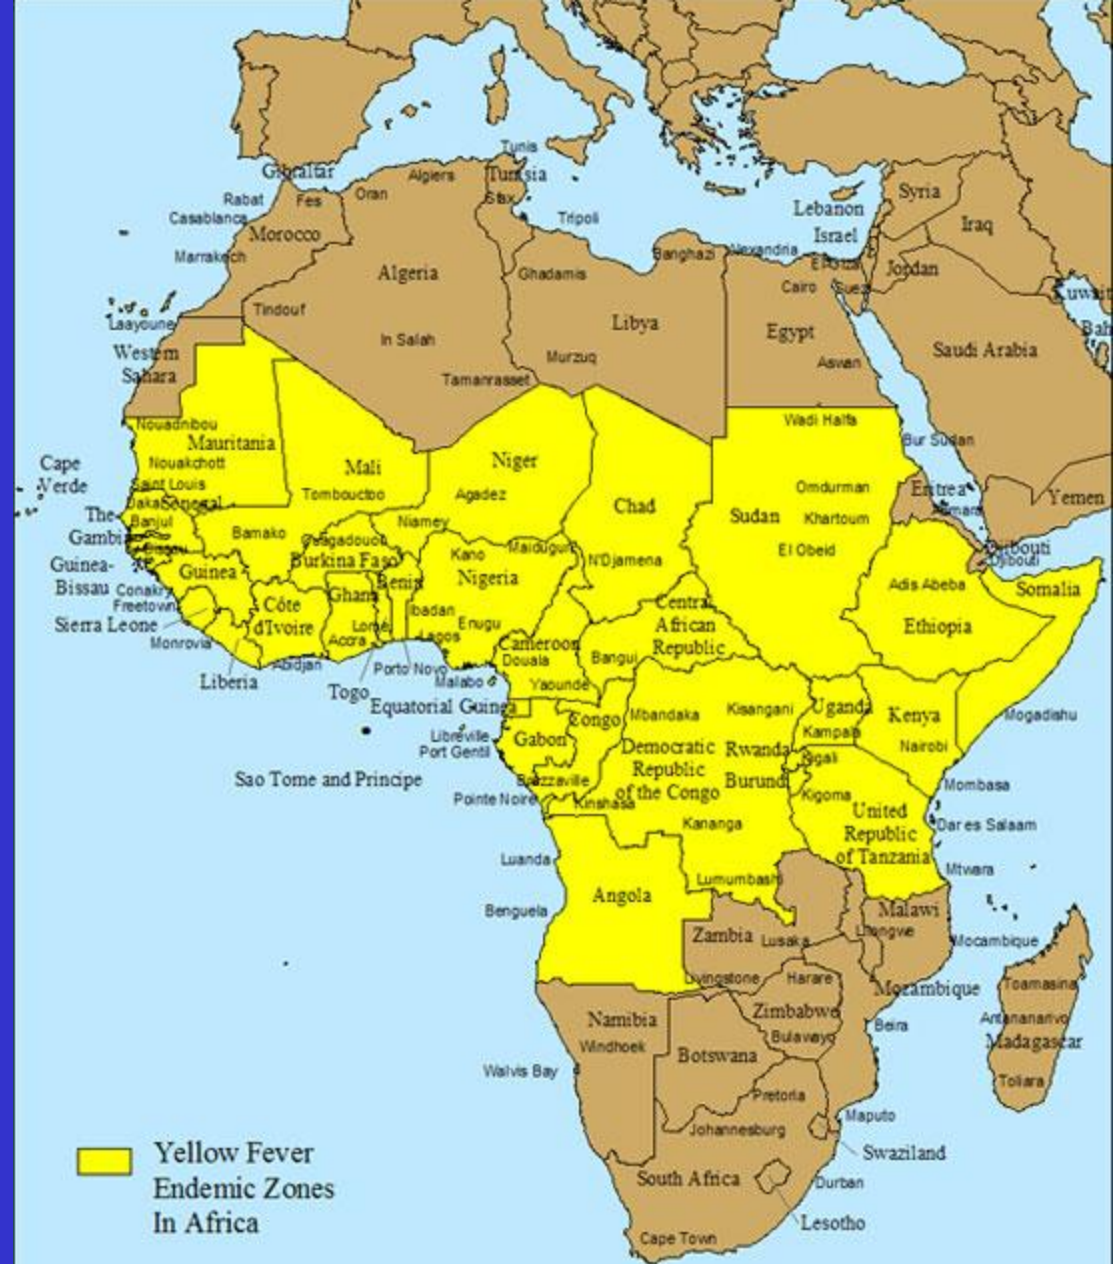 Tunis
Gibraltar
Algiers
Tunisia
Oran
Rabat
Fes
Sfax
Syria
Casablanca
Tripoli
Lebanon
Iraq
Morocco
Israel
Marrakech
Banghazi
Alexandria
Algeria
Ghadamis
El Giza
Jordan
Cairo
Suez
Kuwait
Tindouf
Laayoune
Libya
Egypt
Bah
In Salah
Western
Sahara
Murzuq
Aswan
Saudi Arabia
Tamanrasset
Nouadhibou
Wadi Halfa
Mauritania
Bur Sudan
Cape
Verde
Nouakchott
Mali
Niger
Saint Louis
Omdurman
Eritrea
Yemen
Dakar
Senegal
Tombouctoo
Agadez
Chad
Asmara
The
Gambia
Banjul
Niamey
Sudan
Khartoum
Bissau
Bamako
Ouagadouou
Maiduguri
El Obeid
Djibouti
Djibouti
Guinea-
Bissau
Guinea
Burkina Faso
Kano
N'Djamena
Nigeria
Benin
Adis Abeba
Somalia
Conakry
Freetown
Ghana
Côte
d'Ivoire
Ibadan
Central
African
Republic
Sierra Leone
Lomé
Enugu
Ethiopia
Monrovia
Accra
Lagos
Cameroon
Douala
Bangui
Abidjan
Porto Novo
Liberia
Togo
Malabo
Yaounde
Equatorial Guinea
Congo
Mbandaka
Kisangani
Uganda
Kenya
Mogadishu
Libreville
Port Gentil
Gabon
Kampala
Nairobi
Democratic
Republic
of the Congo
Rwanda
Kigali
Sao Tome and Principe
Brazzaville
Burundi
Mombasa
Pointe Noire
Kinshasa
Kigoma
United
Republic
of Tanzania
Kananga
Dar es Salaam
Luanda
Mtwara
Lumumbashi
Angola
Benguela
Malawi
Zambia
Lusaka
Lilongwe
Mocambique
Livingstone
Harare
Mozambique
Toamasina
Namibia
Zimbabwe
Beira
Antananarivo
Windhoek
Bulawayo
Madagascar
Botswana
Walvis Bay
Toliara
Pretoria
Maputo
Johannesburg
Swaziland
South Africa
Durban
Lesotho
Cape Town
Yellow Fever
Endemic Zones
In Africa